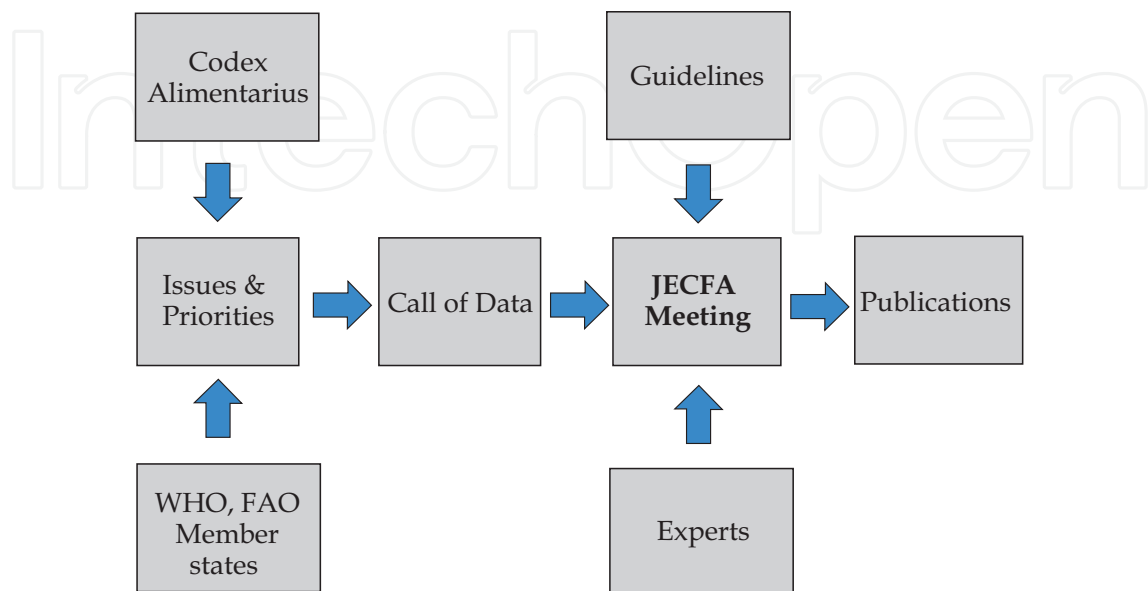 IntechOpen
Codex
Alimentarius
Guidelines
Issues &
Priorities
Call of Data
JECFA
Meeting
Publications
WHO, FAO
Member
states
Experts